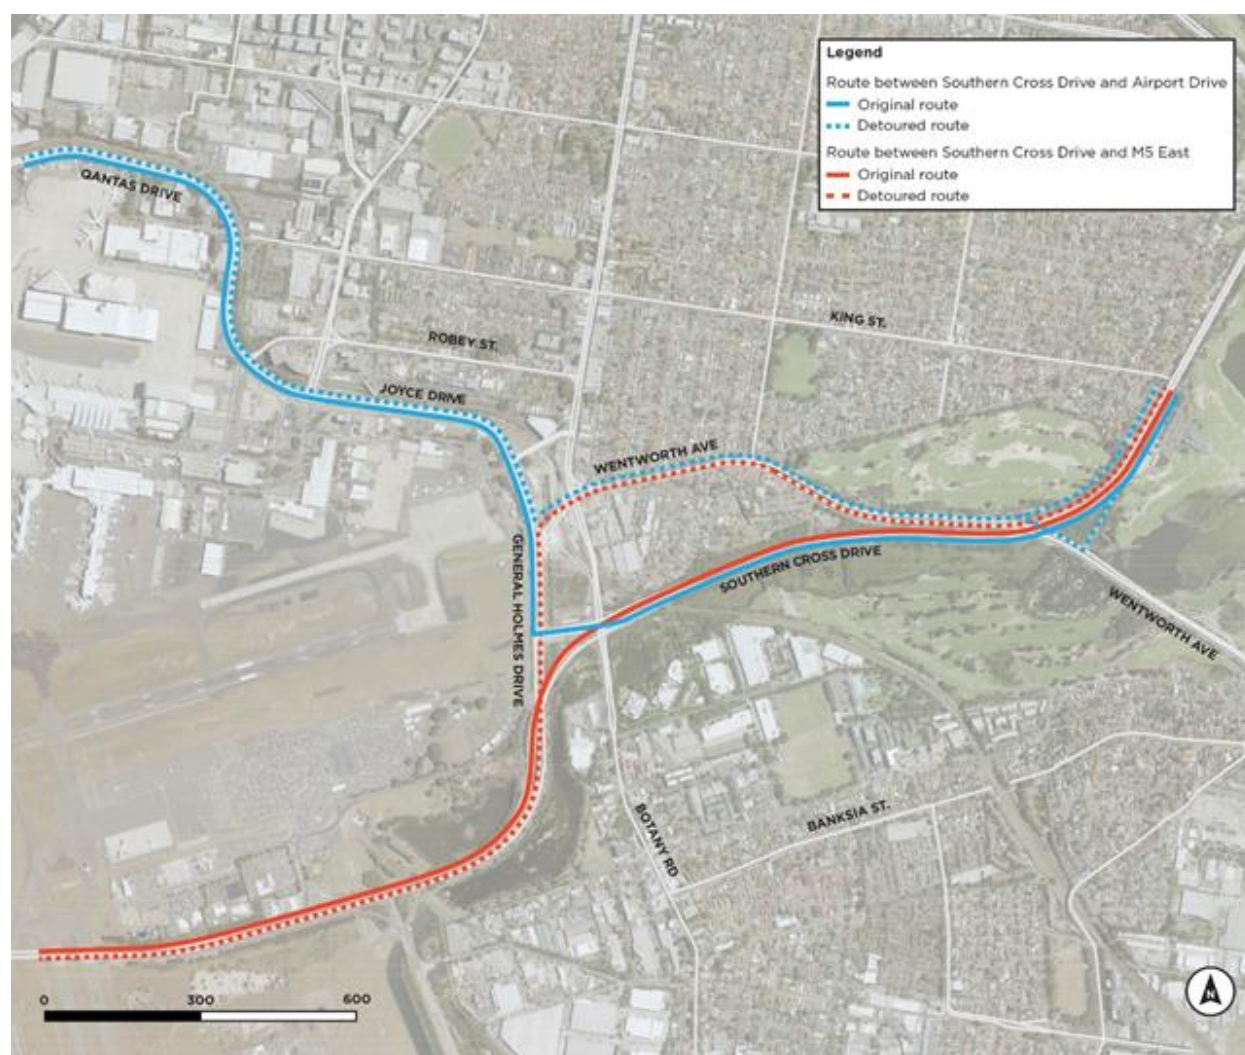 Legend
Route between Southern Cross Drive and Airport Drive
Original route
Detoured route
Route between Southern Cross Drive and M5 East
Original route
Detoured route
QANTAS DRIVE
KING ST.
ROBEY ST.
JOYCE DRIVE
WENTWORTH AVE
GENERAL HOLMES DRIVE
SOUTHERN CROSS DRIVE
WENTWORTH AVE
BOTANY RD
BANKSIA ST.
0 300 600
N